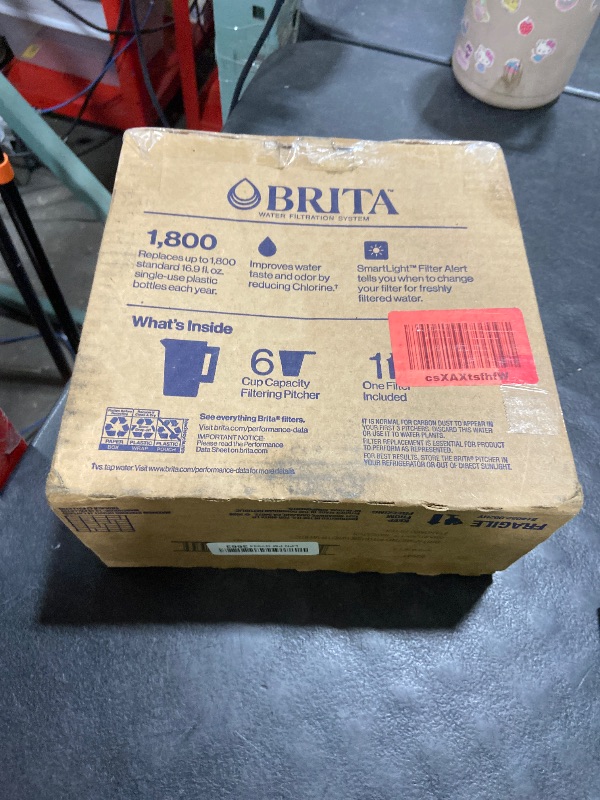 BRITA™
WATER FILTRATION SYSTEM
1,800
Replaces up to 1,800
standard 16.9 fl. oz.
single-use plastic
bottles each year.
Improves water
taste and odor by
reducing Chlorine.†
SmartLight™ Filter Alert
tells you when to change
your filter for freshly
filtered water.
What's Inside
6
Cup Capacity
Filtering Pitcher
1
One Filter
Included
csXAXtsfhfW
See everything Brita® filters.
Visit brita.com/performance-data
IMPORTANT NOTICE:
Please read the Performance
Data Sheet on brita.com
PAPER PLASTIC PLASTIC
BOX WRAP POUCH
IT IS NORMAL FOR CARBON DUST TO APPEAR IN
YOUR FIRST 3 PITCHERS. DISCARD THIS WATER
OR USE IT TO WATER PLANTS.
FILTER REPLACEMENT IS ESSENTIAL FOR PRODUCT
TO PERFORM AS REPRESENTED.
FOR BEST RESULTS, STORE THE BRITA® PITCHER IN
YOUR REFRIGERATOR OR OUT OF DIRECT SUNLIGHT.
†vs. tap water. Visit www.brita.com/performance-data for more details
FRAGILE